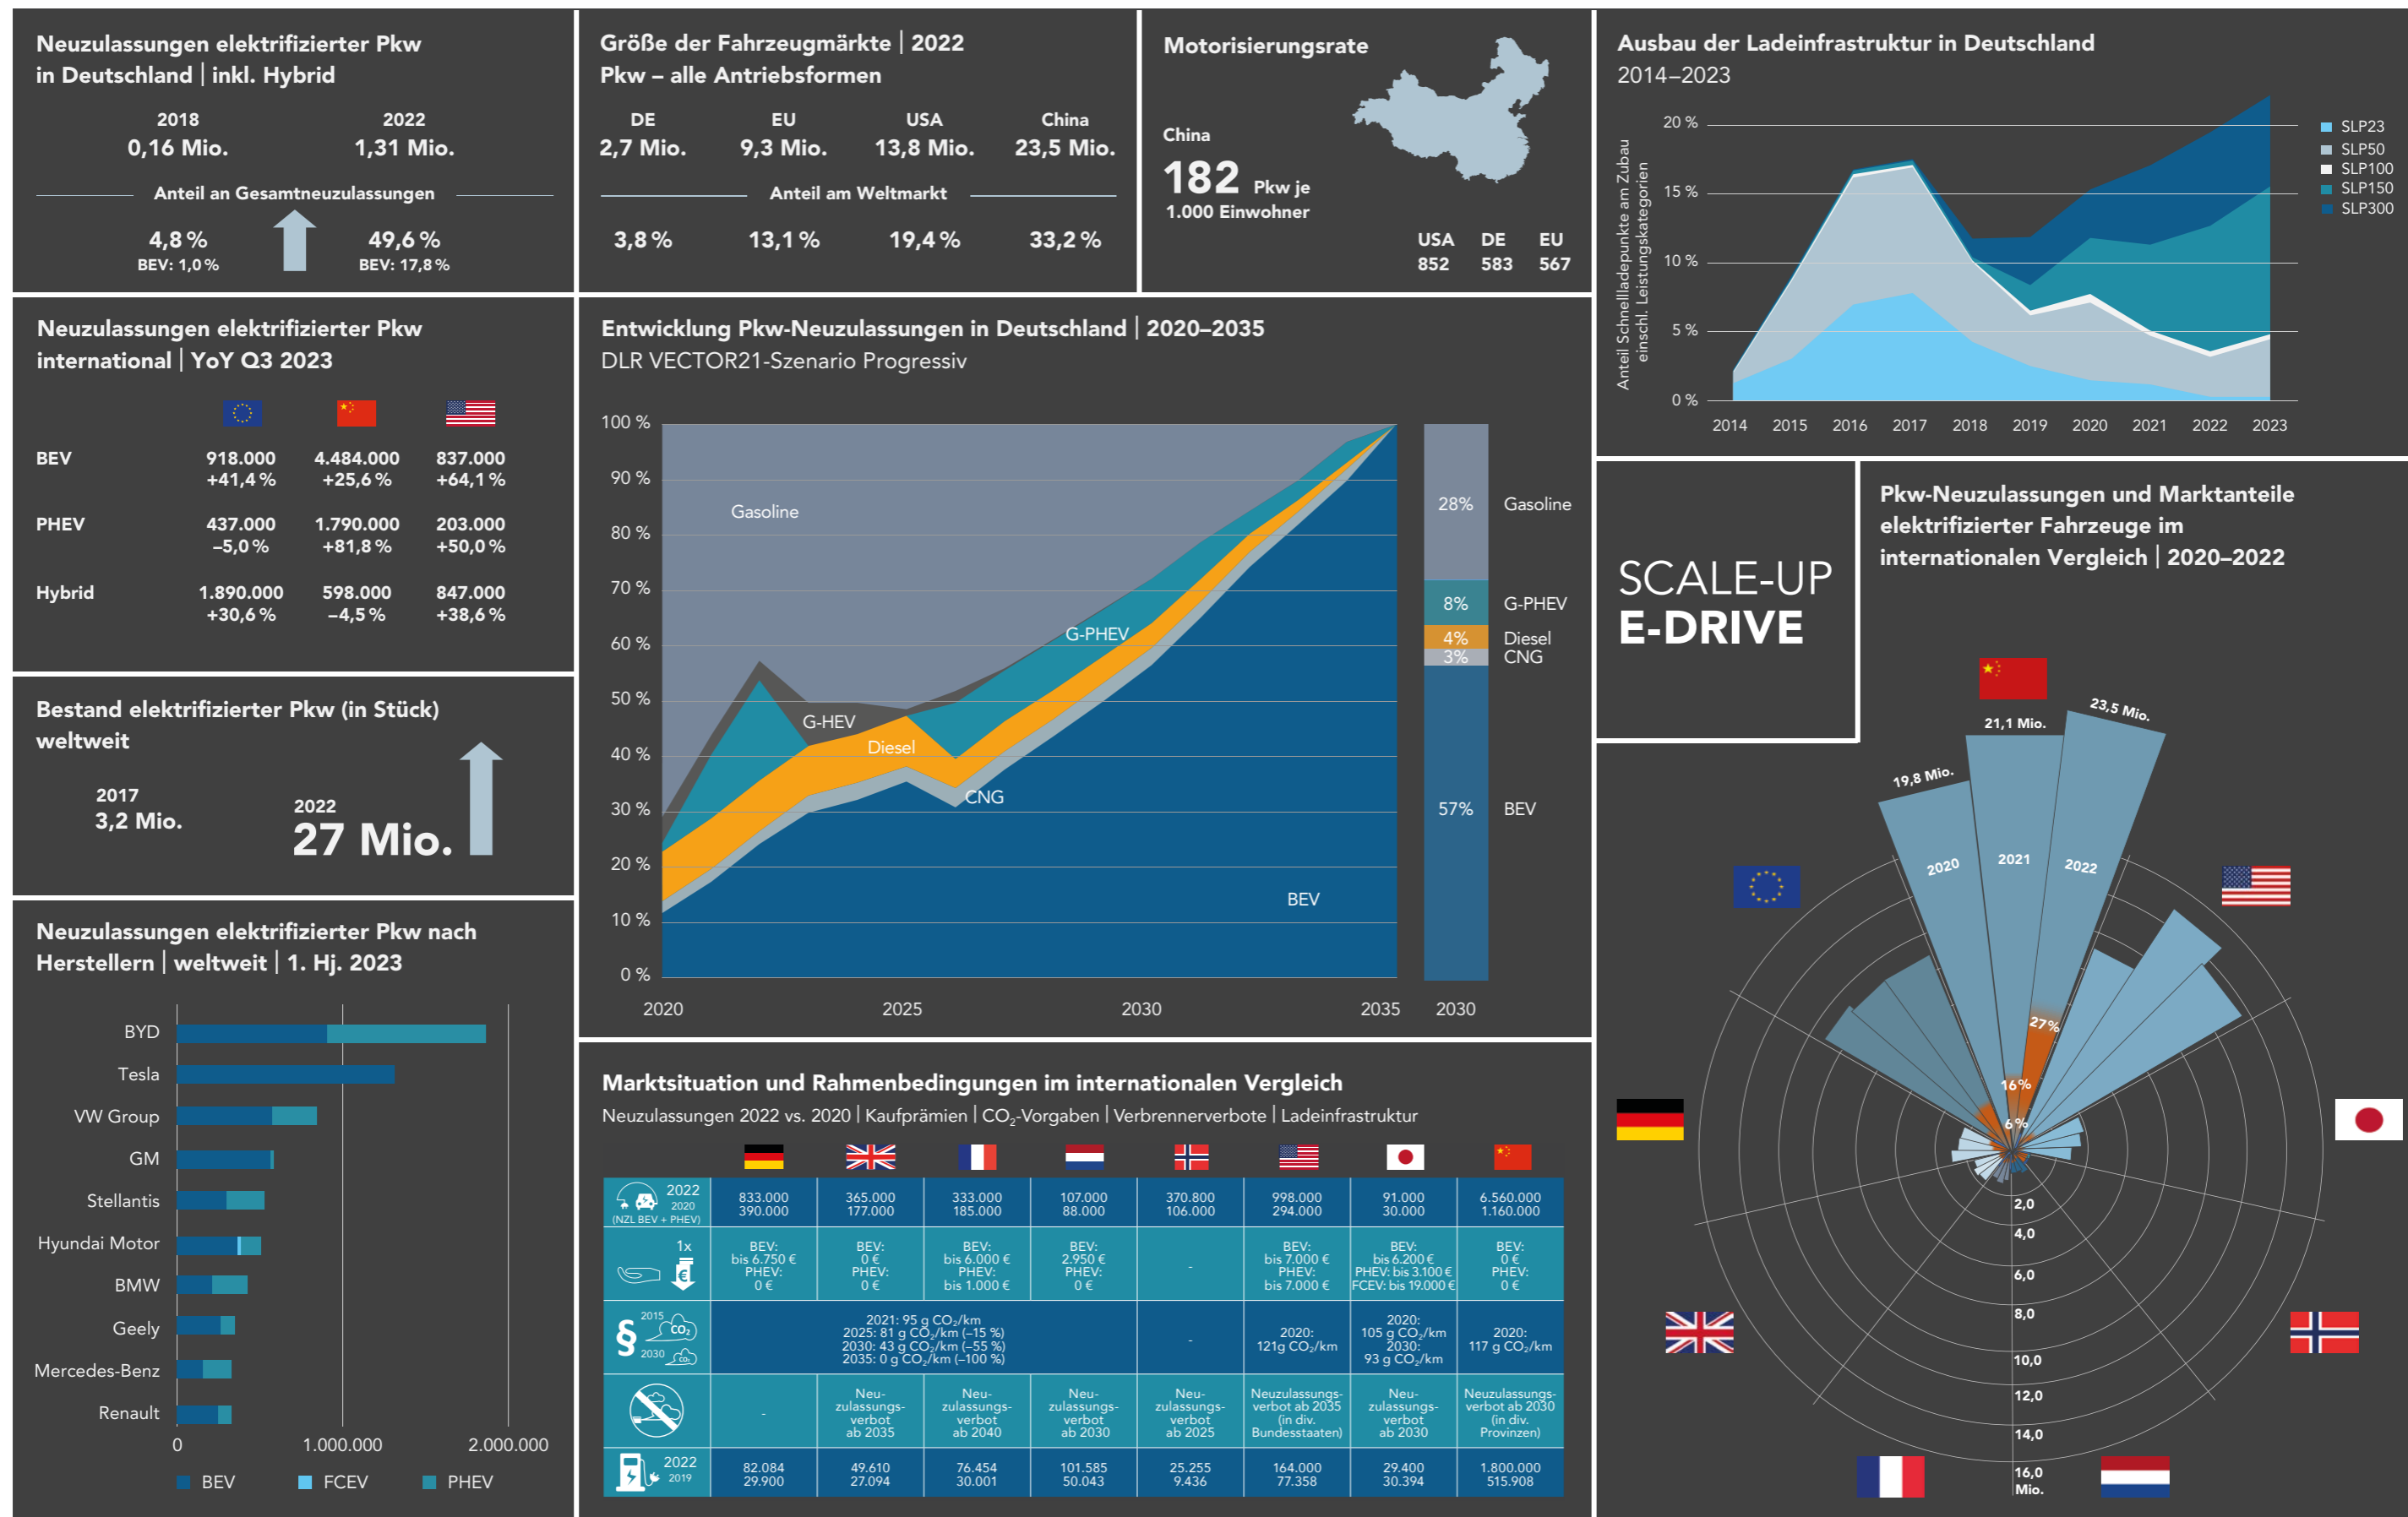 Neuzulassungen elektrifizierter Pkw
in Deutschland | inkl. Hybrid
2018 2022
0,16 Mio. 1,31 Mio.
Anteil an Gesamtneuzulassungen
4,8 % 49,6 %
BEV: 1,0 % BEV: 17,8 %
Größe der Fahrzeugmärkte | 2022
Pkw – alle Antriebsformen
DE EU USA China
2,7 Mio. 9,3 Mio. 13,8 Mio. 23,5 Mio.
Anteil am Weltmarkt
3,8 % 13,1 % 19,4 % 33,2 %
Motorisierungsrate
China
182 Pkw je
1.000 Einwohner
USA DE EU
852 583 567
Ausbau der Ladeinfrastruktur in Deutschland
2014–2023
Anteil Schnellladepunkte am Zubau
einschl. Leistungskategorien
20 %
15 %
10 %
5 %
0 %
2014 2015 2016 2017 2018 2019 2020 2021 2022 2023
SLP23
SLP50
SLP100
SLP150
SLP300
Neuzulassungen elektrifizierter Pkw
international | YoY Q3 2023
BEV 918.000 4.484.000 837.000
+41,4 % +25,6 % +64,1 %
PHEV 437.000 1.790.000 203.000
–5,0 % +81,8 % +50,0 %
Hybrid 1.890.000 598.000 847.000
+30,6 % –4,5 % +38,6 %
Bestand elektrifizierter Pkw (in Stück)
weltweit
2017 2022
3,2 Mio. 27 Mio.
Neuzulassungen elektrifizierter Pkw nach
Herstellern | weltweit | 1. Hj. 2023
BYD
Tesla
VW Group
GM
Stellantis
Hyundai Motor
BMW
Geely
Mercedes-Benz
Renault
0 1.000.000 2.000.000
BEV FCEV PHEV
Entwicklung Pkw-Neuzulassungen in Deutschland | 2020–2035
DLR VECTOR21-Szenario Progressiv
100 %
90 %
80 %
70 %
60 %
50 %
40 %
30 %
20 %
10 %
0 %
Gasoline
G-PHEV
G-HEV
Diesel
CNG
BEV
2020 2025 2030 2035 2030
28% Gasoline
8% G-PHEV
4% Diesel
3% CNG
57% BEV
Marktsituation und Rahmenbedingungen im internationalen Vergleich
Neuzulassungen 2022 vs. 2020 | Kaufprämien | CO₂-Vorgaben | Verbrennerverbote | Ladeinfrastruktur
2022 833.000 365.000 333.000 107.000 370.800 998.000 91.000 6.560.000
2020 390.000 177.000 185.000 88.000 106.000 294.000 30.000 1.160.000
(NZL BEV + PHEV)
1x
€
BEV:
bis 6.750 €
PHEV:
0 €
BEV:
0 €
PHEV:
0 €
BEV:
bis 6.000 €
PHEV:
bis 1.000 €
BEV:
2.950 €
PHEV:
0 €
-
BEV:
bis 7.000 €
PHEV:
bis 7.000 €
BEV:
bis 6.200 €
PHEV: bis 3.100 €
FCEV: bis 19.000 €
BEV:
0 €
PHEV:
0 €
§
2015
CO₂
2030
CO₂
2021: 95 g CO₂/km
2025: 81 g CO₂/km (–15 %)
2030: 43 g CO₂/km (–55 %)
2035: 0 g CO₂/km (–100 %)
-
2020:
121g CO₂/km
2020:
105 g CO₂/km
2030:
93 g CO₂/km
2020:
117 g CO₂/km
-
Neu-
zulassungs-
verbot
ab 2035
Neu-
zulassungs-
verbot
ab 2040
Neu-
zulassungs-
verbot
ab 2030
Neu-
zulassungs-
verbot
ab 2025
Neuzulassungs-
verbot ab 2035
(in div.
Bundesstaaten)
Neu-
zulassungs-
verbot
ab 2030
Neuzulassungs-
verbot ab 2030
(in div.
Provinzen)
2022 82.084 49.610 76.454 101.585 25.255 164.000 29.400 1.800.000
2019 29.900 27.094 30.001 50.043 9.436 77.358 30.394 515.908
SCALE-UP
E-DRIVE
Pkw-Neuzulassungen und Marktanteile
elektrifizierter Fahrzeuge im
internationalen Vergleich | 2020–2022
19,8 Mio.
21,1 Mio.
23,5 Mio.
2020
2021
2022
27%
16%
6%
2,0
4,0
6,0
8,0
10,0
12,0
14,0
16,0
Mio.